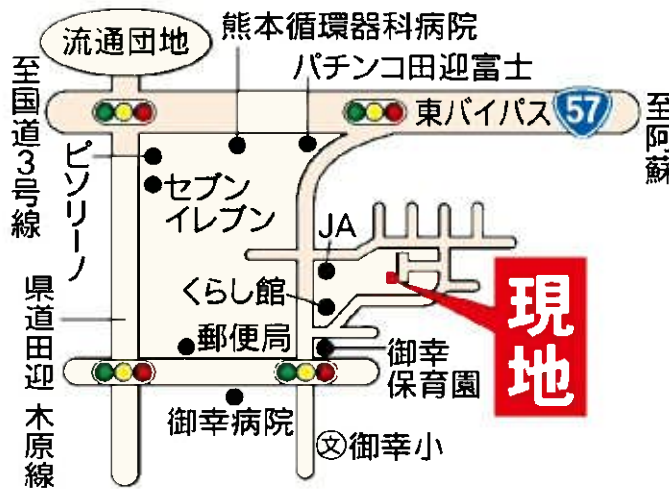 流通団地
熊本循環器科病院
パチンコ田迎富士
至国道3号線
東バイパス
57
至阿蘇
ピソリーノ
セブン
イレブン
JA
くらし館
現地
県道田迎木原線
郵便局
御幸
保育園
御幸病院
文御幸小